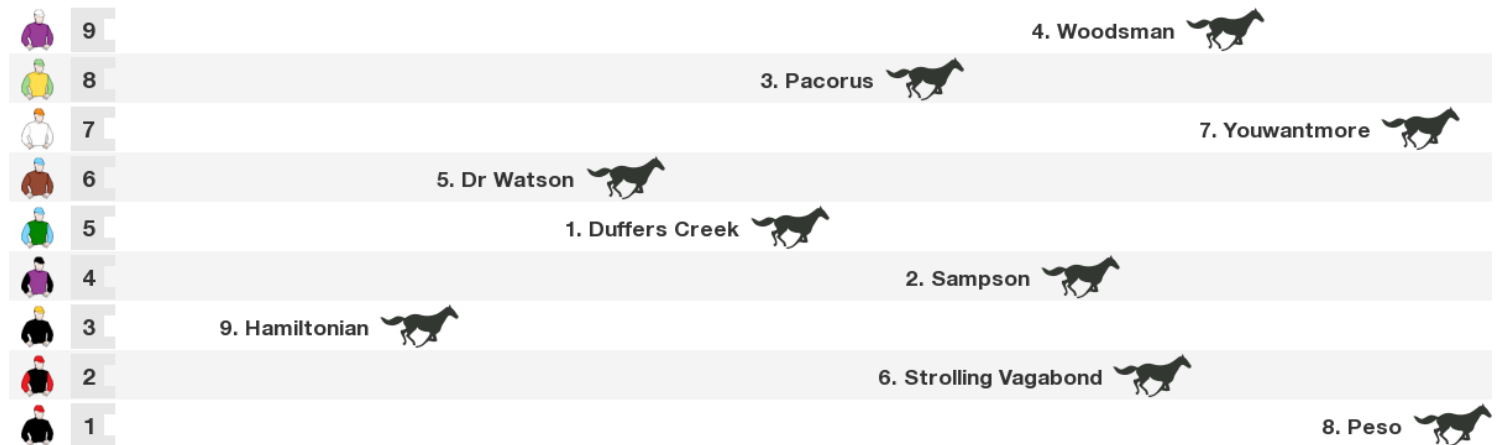 9 4. Woodsman
8 3. Pacorus
7 7. Youwantmore
6 5. Dr Watson
5 1. Duffers Creek
4 2. Sampson
3 9. Hamiltonian
2 6. Strolling Vagabond
1 8. Peso